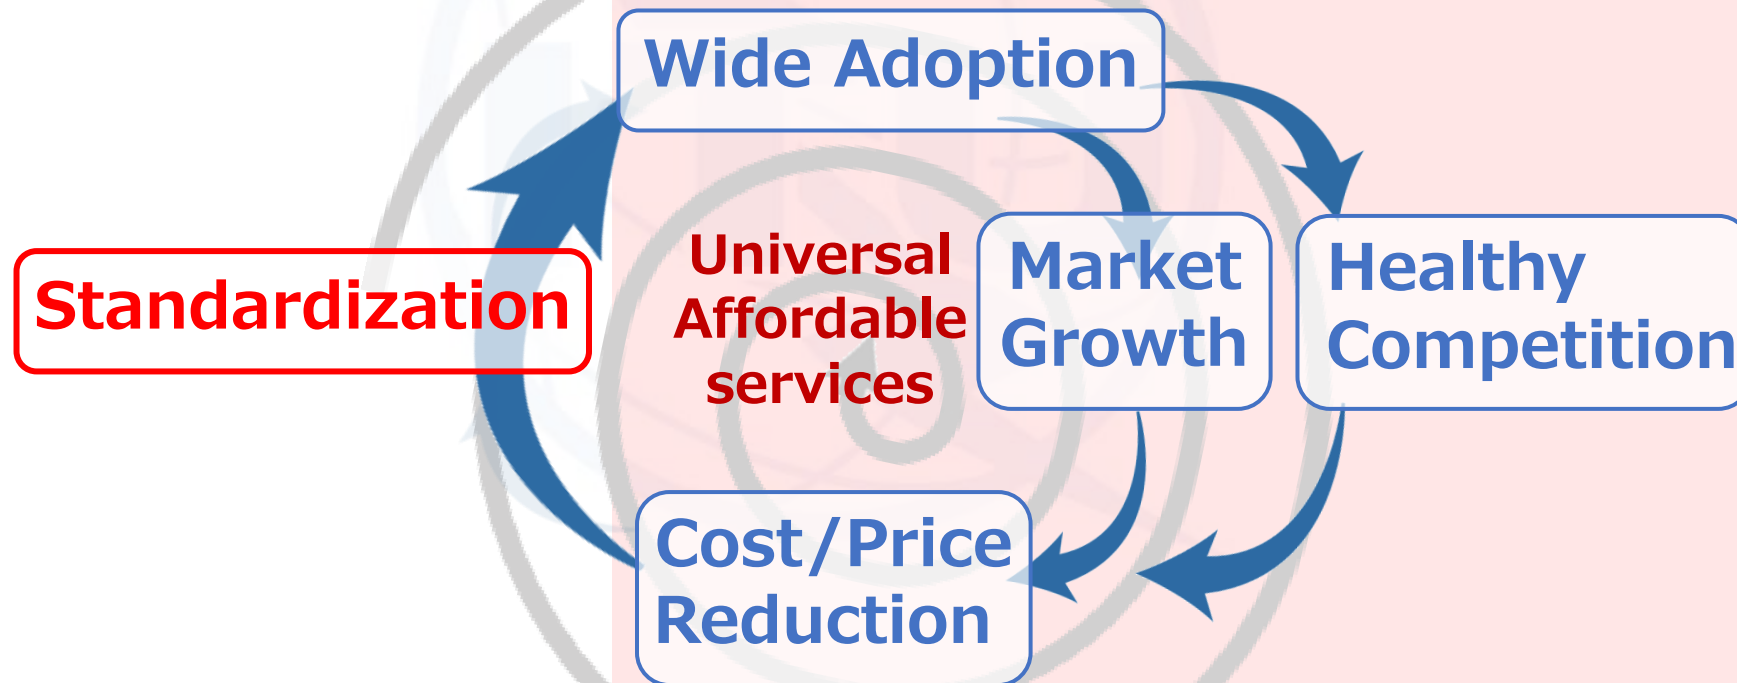 Wide Adoption
Standardization
Universal
Affordable
services
Market
Growth
Healthy
Competition
Cost/Price
Reduction